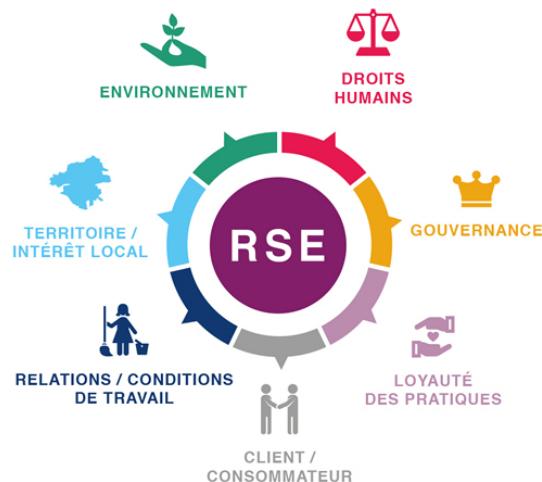 ENVIRONNEMENT
DROITS
HUMAINS
GOUVERNANCE
LOYAUTÉ
DES PRATIQUES
CLIENT /
CONSOMMATEUR
RELATIONS / CONDITIONS
DE TRAVAIL
TERRITOIRE /
INTÉRÊT LOCAL
RSE